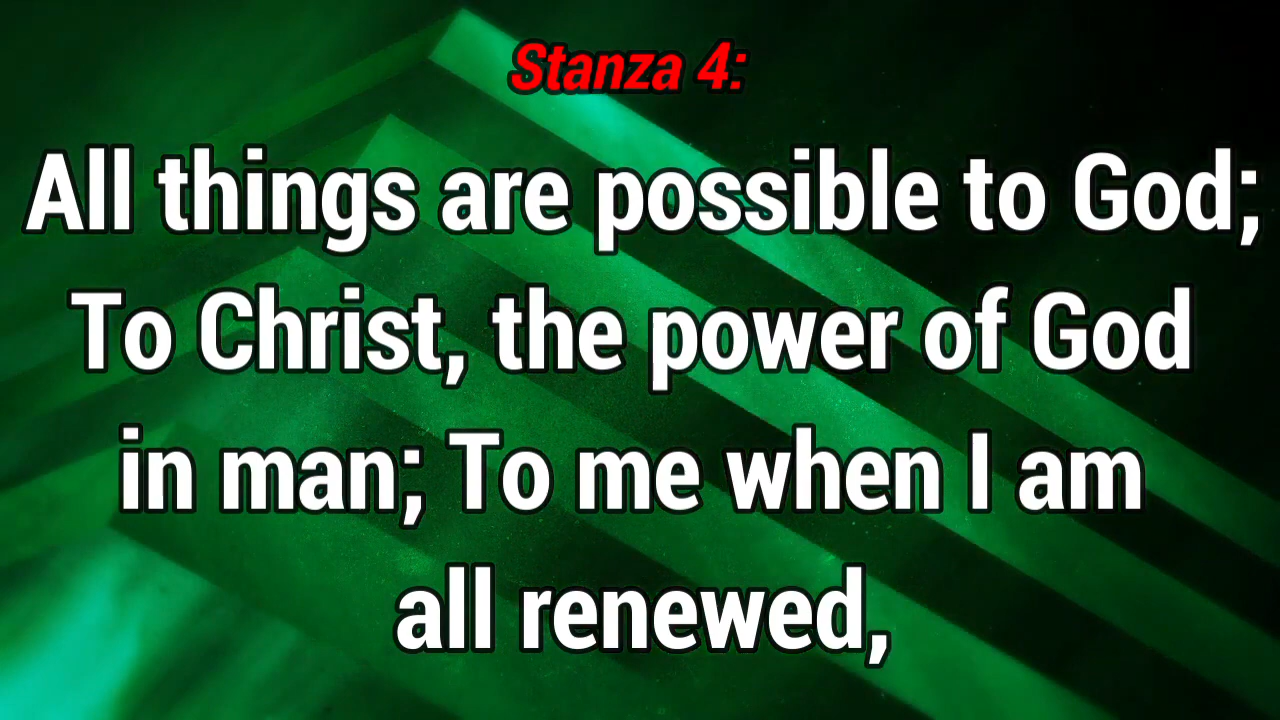 Stanza 4:
All things are possible to God;
To Christ, the power of God
in man; To me when I am
all renewed,